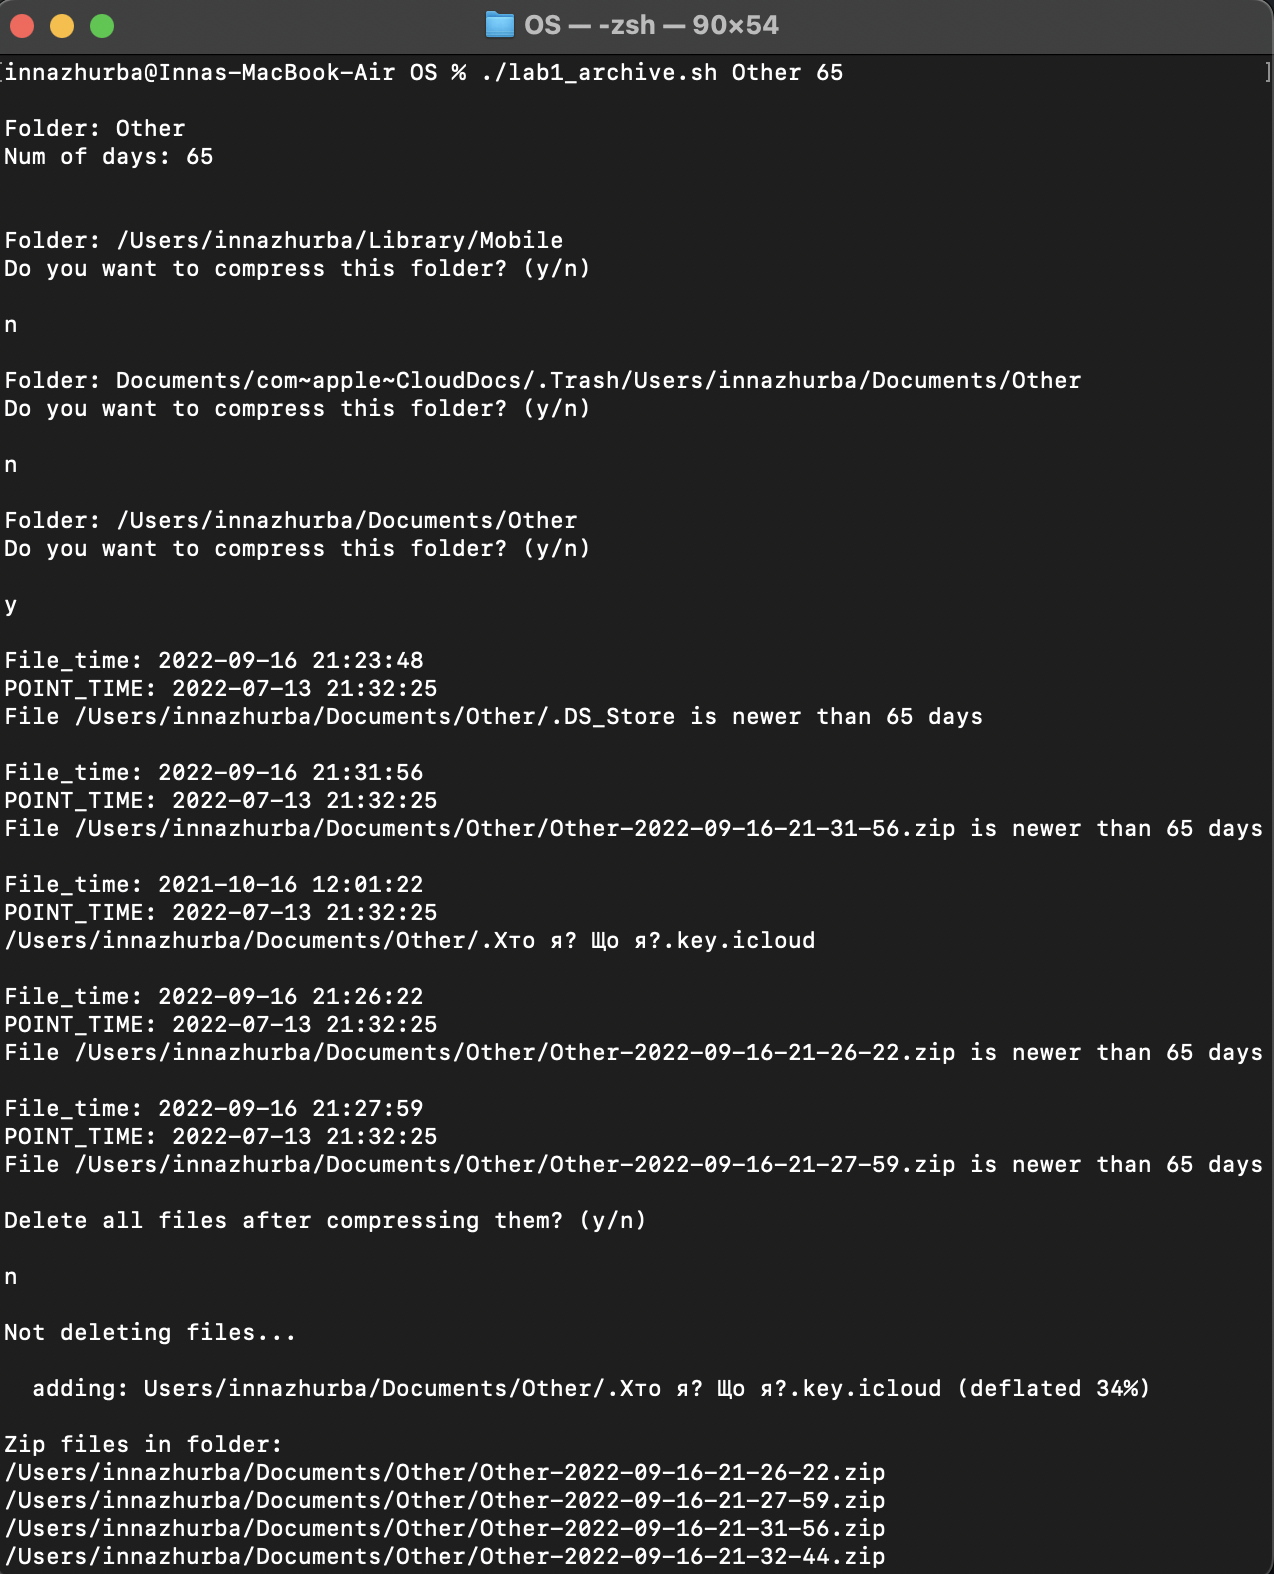 OS — -zsh — 90×54
[innazhurba@Innas-MacBook-Air OS % ./lab1_archive.sh Other 65 ]
Folder: Other
Num of days: 65
Folder: /Users/innazhurba/Library/Mobile
Do you want to compress this folder? (y/n)
n
Folder: Documents/com~apple~CloudDocs/.Trash/Users/innazhurba/Documents/Other
Do you want to compress this folder? (y/n)
n
Folder: /Users/innazhurba/Documents/Other
Do you want to compress this folder? (y/n)
y
File_time: 2022-09-16 21:23:48
POINT_TIME: 2022-07-13 21:32:25
File /Users/innazhurba/Documents/Other/.DS_Store is newer than 65 days
File_time: 2022-09-16 21:31:56
POINT_TIME: 2022-07-13 21:32:25
File /Users/innazhurba/Documents/Other/Other-2022-09-16-21-31-56.zip is newer than 65 days
File_time: 2021-10-16 12:01:22
POINT_TIME: 2022-07-13 21:32:25
/Users/innazhurba/Documents/Other/.Хто я? Що я?.key.icloud
File_time: 2022-09-16 21:26:22
POINT_TIME: 2022-07-13 21:32:25
File /Users/innazhurba/Documents/Other/Other-2022-09-16-21-26-22.zip is newer than 65 days
File_time: 2022-09-16 21:27:59
POINT_TIME: 2022-07-13 21:32:25
File /Users/innazhurba/Documents/Other/Other-2022-09-16-21-27-59.zip is newer than 65 days
Delete all files after compressing them? (y/n)
n
Not deleting files...
adding: Users/innazhurba/Documents/Other/.Хто я? Що я?.key.icloud (deflated 34%)
Zip files in folder:
/Users/innazhurba/Documents/Other/Other-2022-09-16-21-26-22.zip
/Users/innazhurba/Documents/Other/Other-2022-09-16-21-27-59.zip
/Users/innazhurba/Documents/Other/Other-2022-09-16-21-31-56.zip
/Users/innazhurba/Documents/Other/Other-2022-09-16-21-32-44.zip